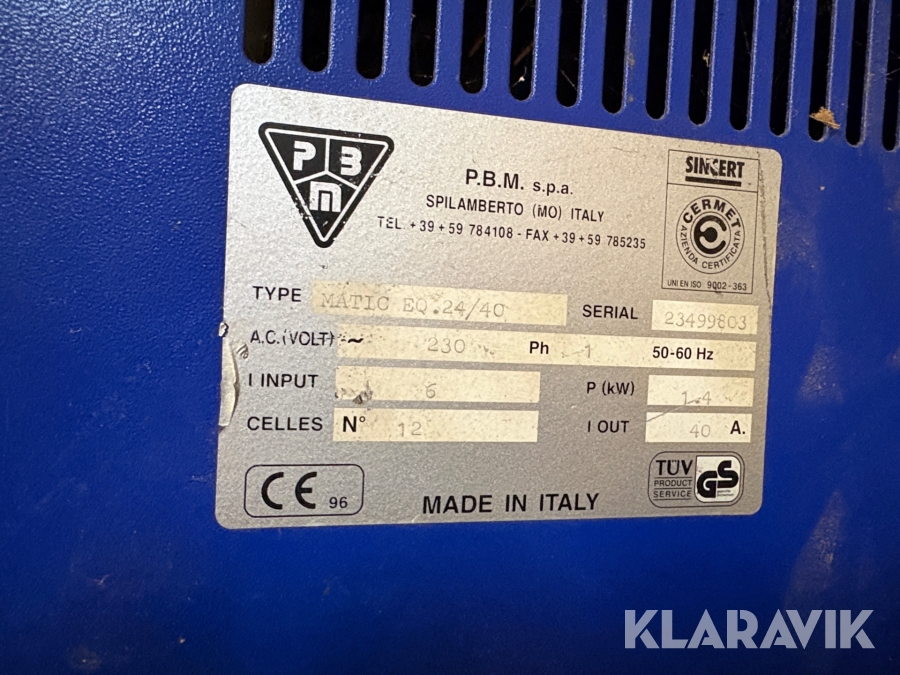 P B M
P.B.M. s.p.a.
SPILAMBERTO (MO) ITALY
TEL. +39+59 784108 - FAX +39+59 785235
SINCERT
CERMET
AZIENDA CERTIFICATA
UNI EN ISO 9002-363
TYPE MATIC EQ.24/40 SERIAL 23499803
A.C.(VOLT) ~ 230 Ph 1 50-60 Hz
I INPUT 6 P (kW) 1.4
CELLES N° 12 I OUT 40 A.
CE 96
MADE IN ITALY
TÜV
PRODUCT
SERVICE
GS
KLARAVIK